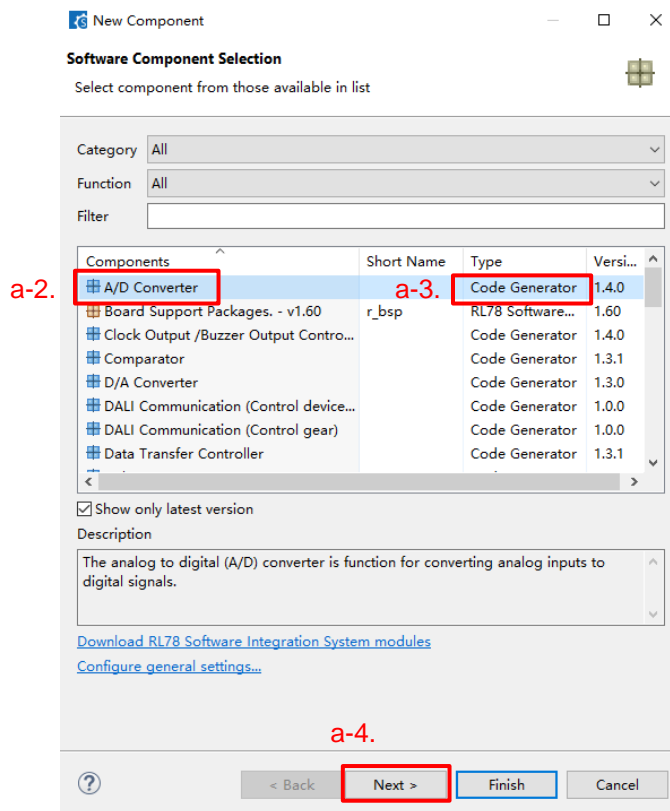 New Component
Software Component Selection
Select component from those available in list
Category All
Function All
Filter
Components Short Name Type Versi...
a-2. A/D Converter a-3. Code Generator 1.4.0
Board Support Packages. - v1.60 r_bsp RL78 Software... 1.60
Clock Output /Buzzer Output Contro... Code Generator 1.4.0
Comparator Code Generator 1.3.1
D/A Converter Code Generator 1.3.0
DALI Communication (Control device... Code Generator 1.0.0
DALI Communication (Control gear) Code Generator 1.0.0
Data Transfer Controller Code Generator 1.3.1
Show only latest version
Description
The analog to digital (A/D) converter is function for converting analog inputs to
digital signals.
Download RL78 Software Integration System modules
Configure general settings...
a-4.
? < Back Next > Finish Cancel